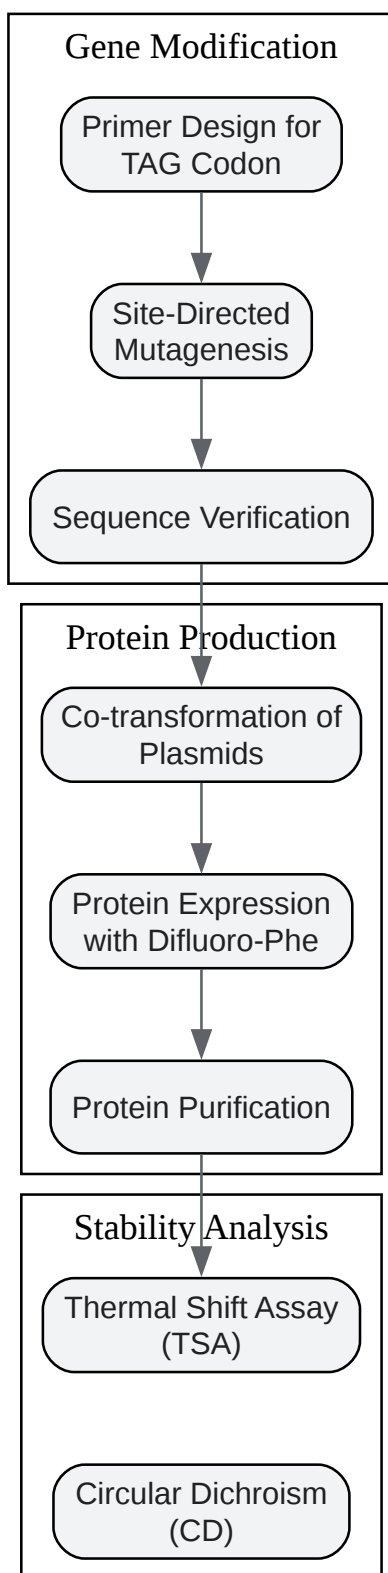 Gene Modification
Primer Design for
TAG Codon
Site-Directed
Mutagenesis
Sequence Verification
Protein Production
Co-transformation of
Plasmids
Protein Expression
with Difluoro-Phe
Protein Purification
Stability Analysis
Thermal Shift Assay
(TSA)
Circular Dichroism
(CD)